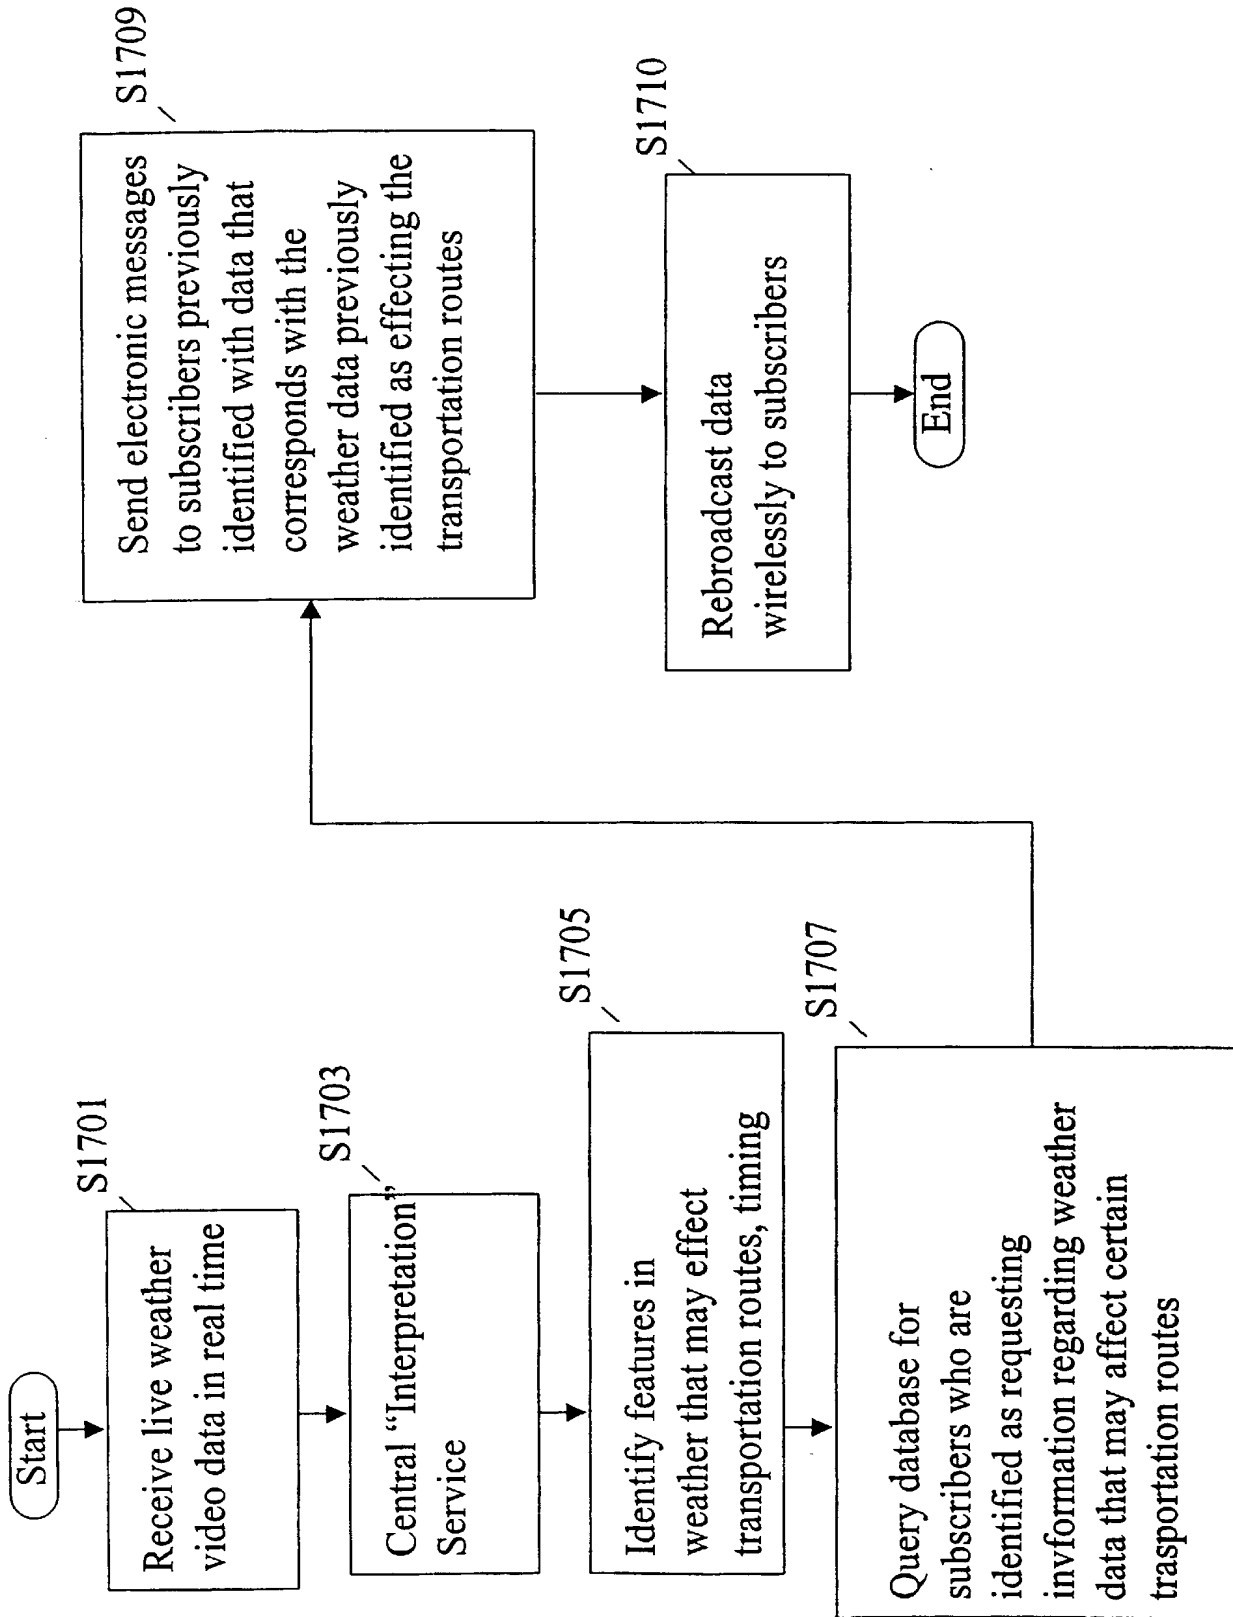 Start
S1701
Receive live weather
video data in real time
S1703
Central “Interpretation”
Service
S1705
Identify features in
weather that may effect
transportation routes, timing
S1707
Query database for
subscribers who are
identified as requesting
invformation regarding weather
data that may affect certain
trasportation routes
S1709
Send electronic messages
to subscribers previously
identified with data that
corresponds with the
weather data previously
identified as effecting the
transportation routes
S1710
Rebroadcast data
wirelessly to subscribers
End